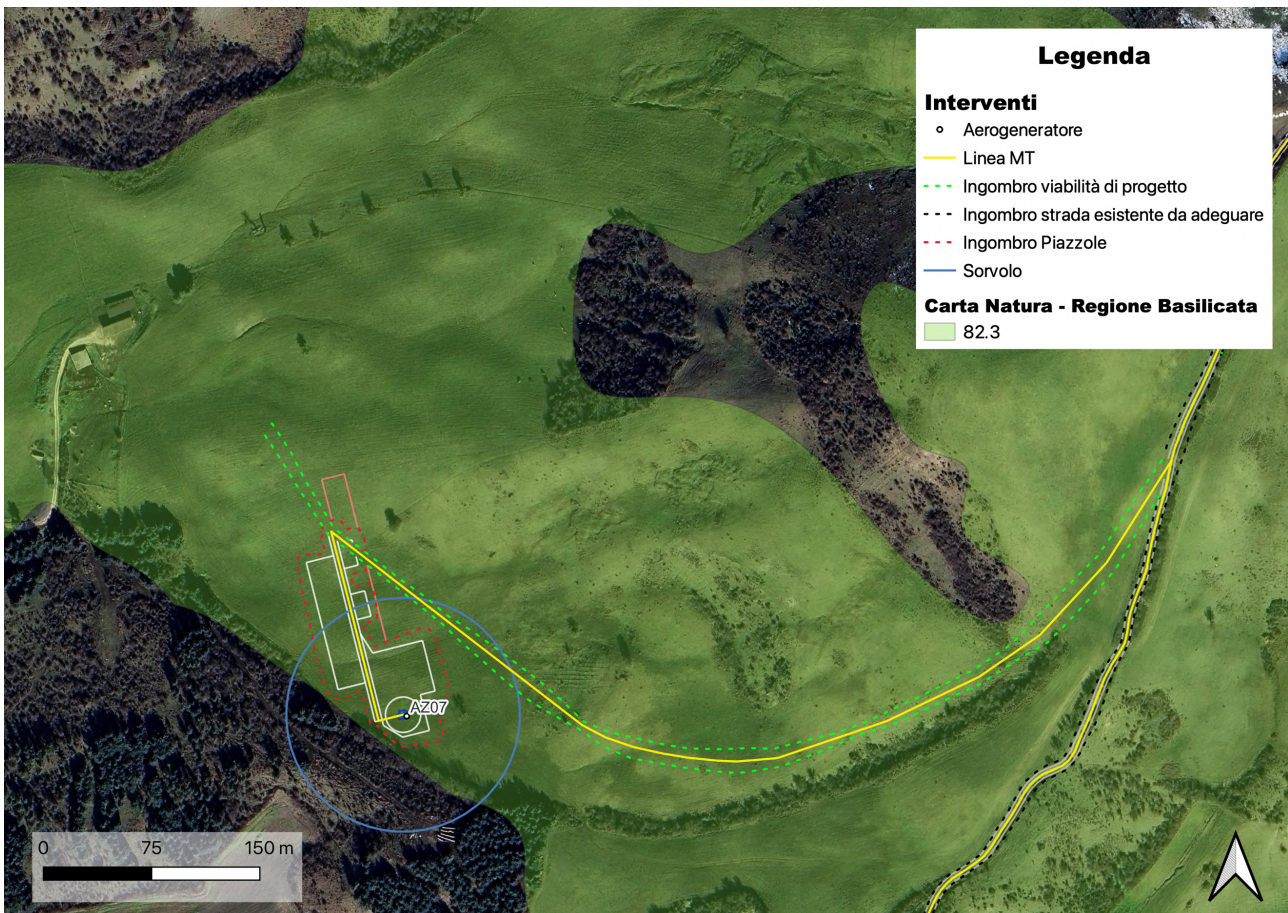 Legenda
Interventi
Aerogeneratore
Linea MT
Ingombro viabilità di progetto
Ingombro strada esistente da adeguare
Ingombro Piazzole
Sorvolo
Carta Natura - Regione Basilicata
82.3
AZ07
0 75 150 m